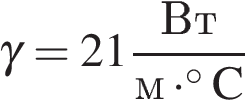 γ = 21 Вт / м · °C